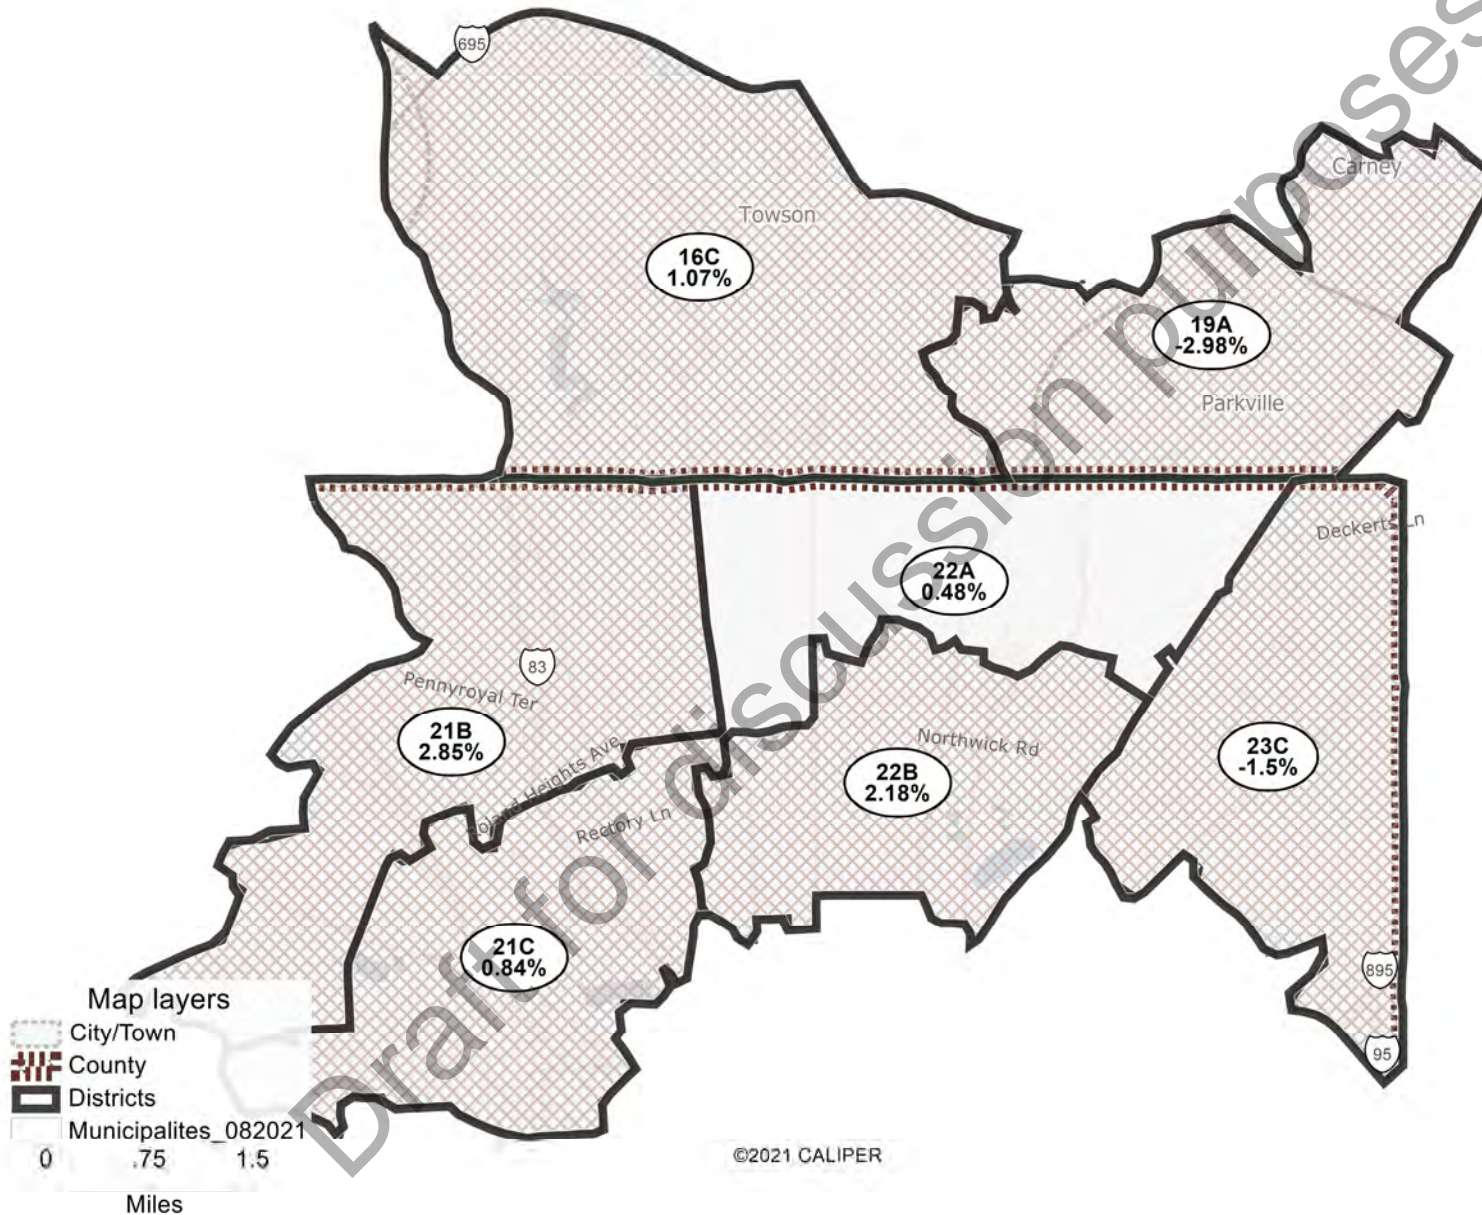 695
Carney
Towson
16C
1.07%
19A
-2.98%
Parkville
Deckerts Ln
22A
0.48%
83
Pennyroyal Ter
21B
2.85%
Northwick Rd
23C
-1.5%
Roland Heights Ave
22B
2.18%
Rectory Ln
21C
0.84%
895
95
Draft for discussion purposes
Map layers
City/Town
County
Districts
Municipalites_082021
0 .75 1.5
Miles
©2021 CALIPER